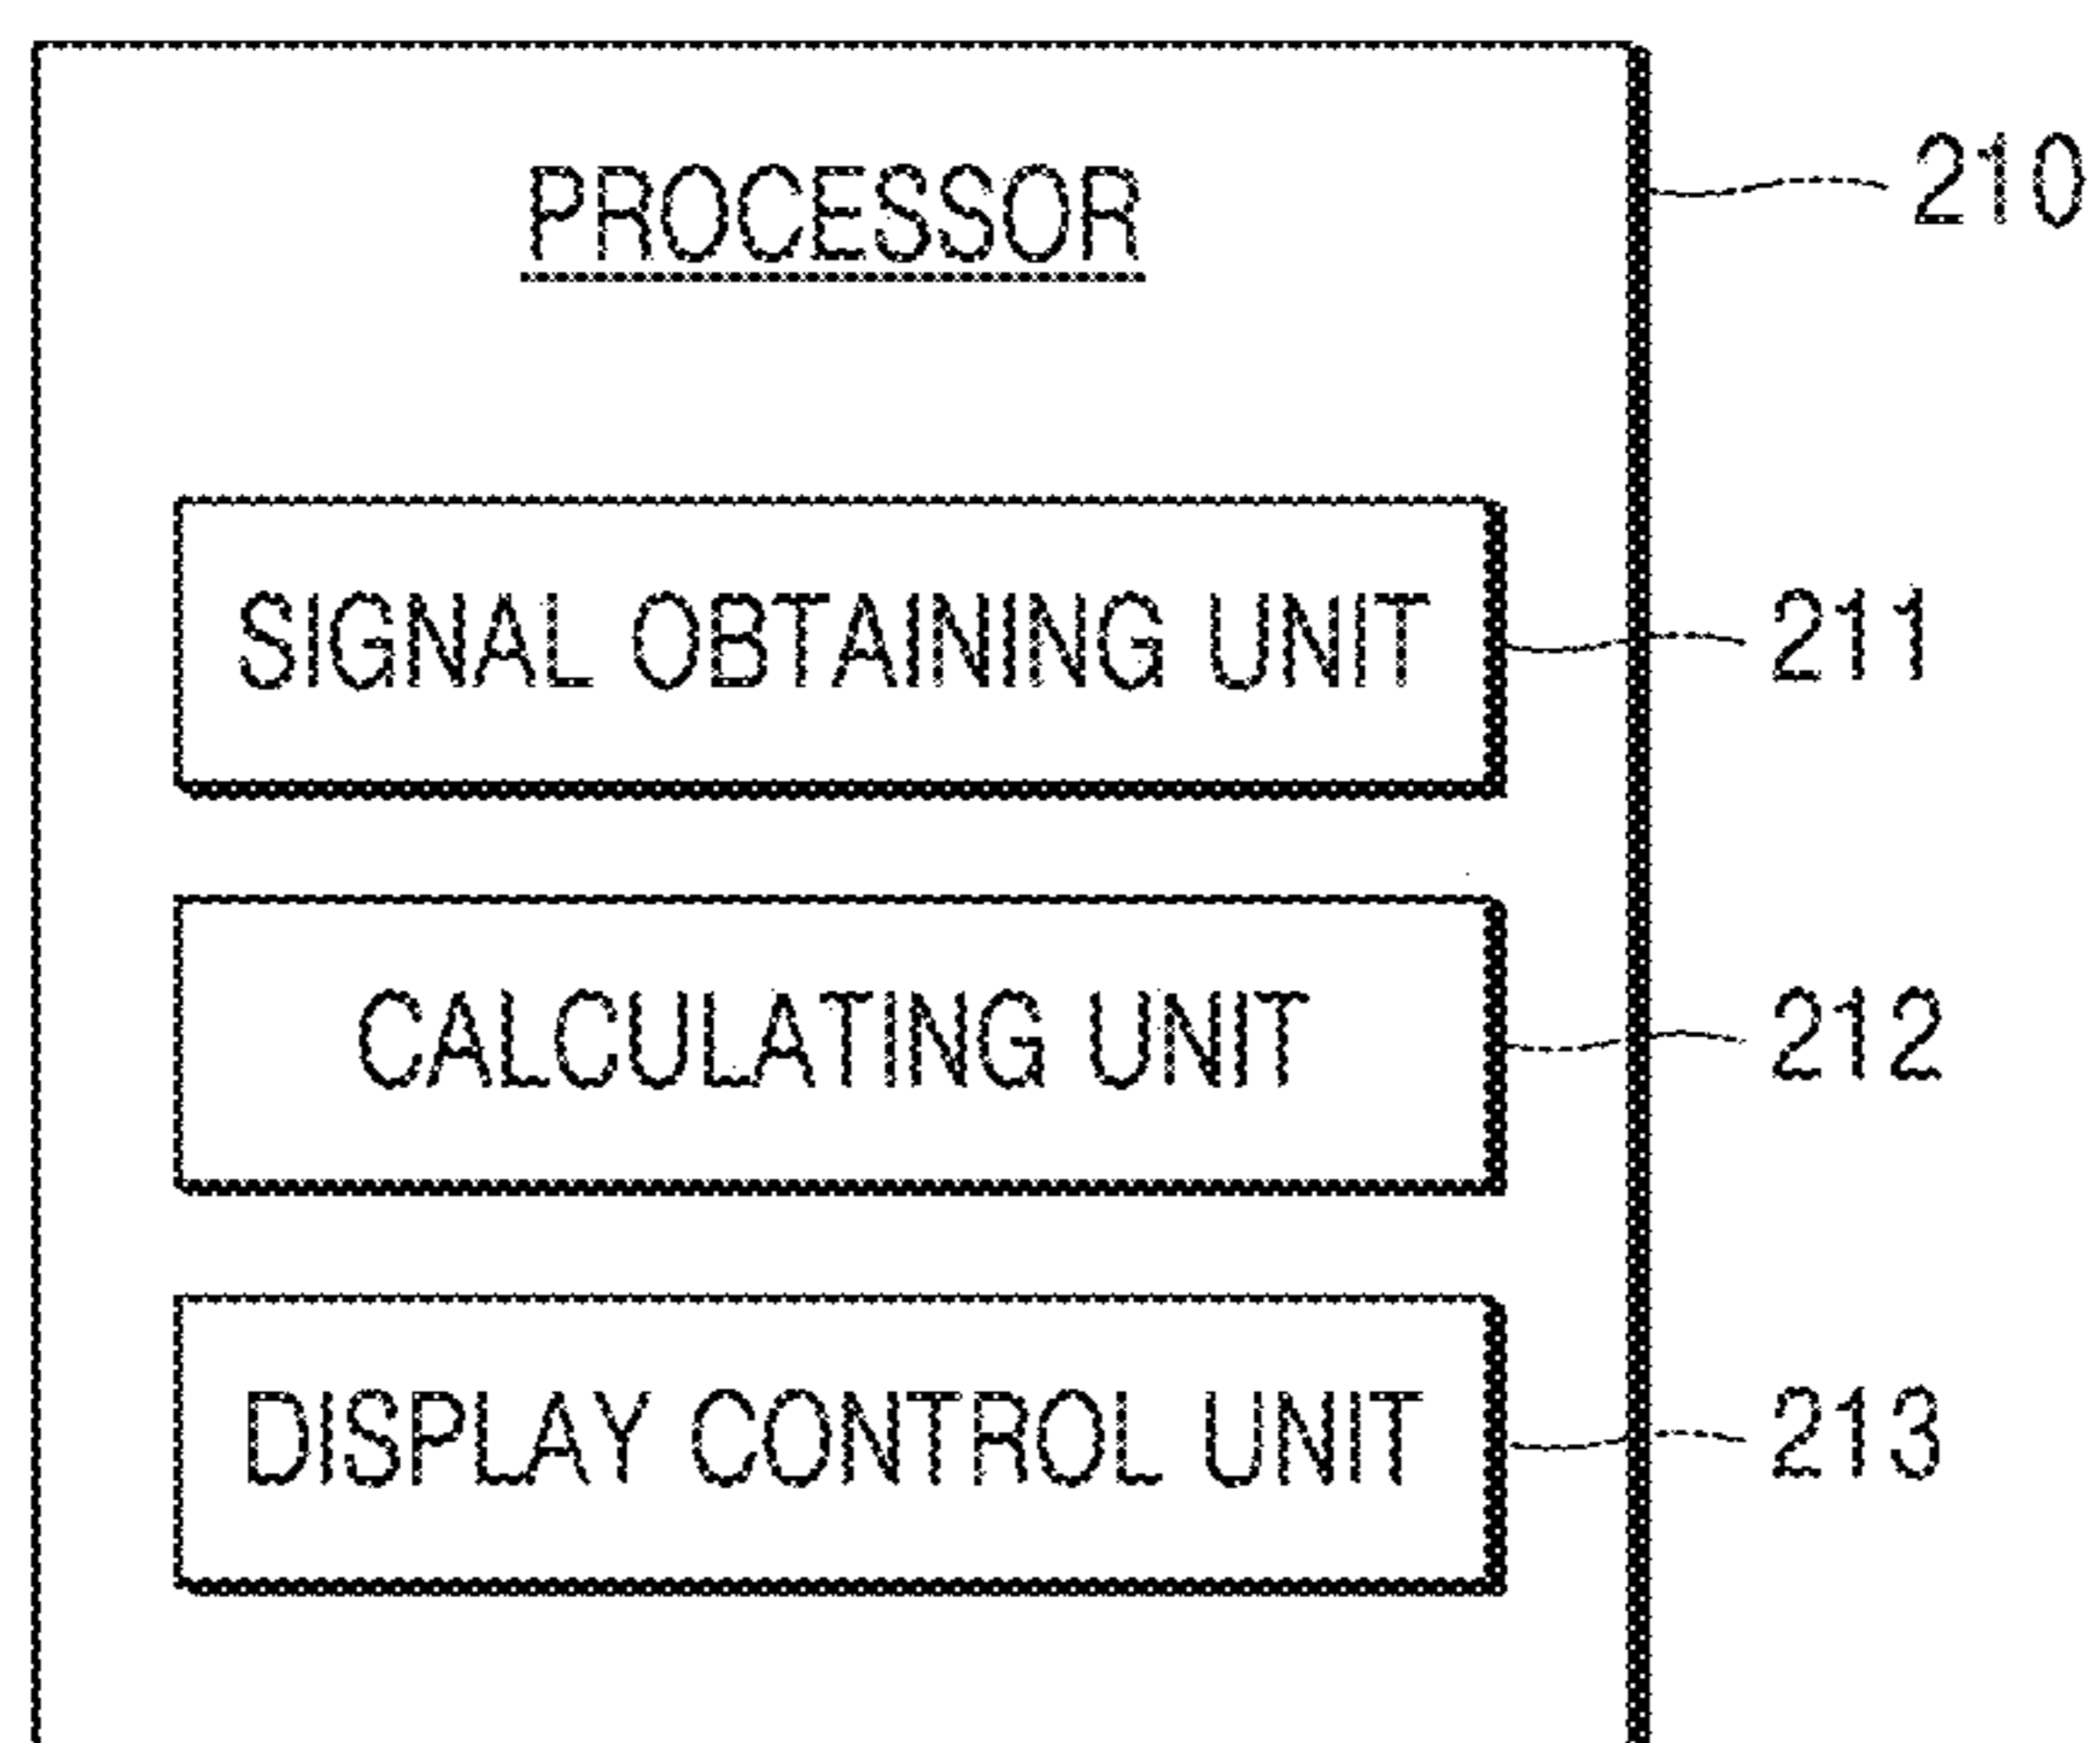 PROCESSOR
210
SIGNAL OBTAINING UNIT
211
CALCULATING UNIT
212
DISPLAY CONTROL UNIT
213